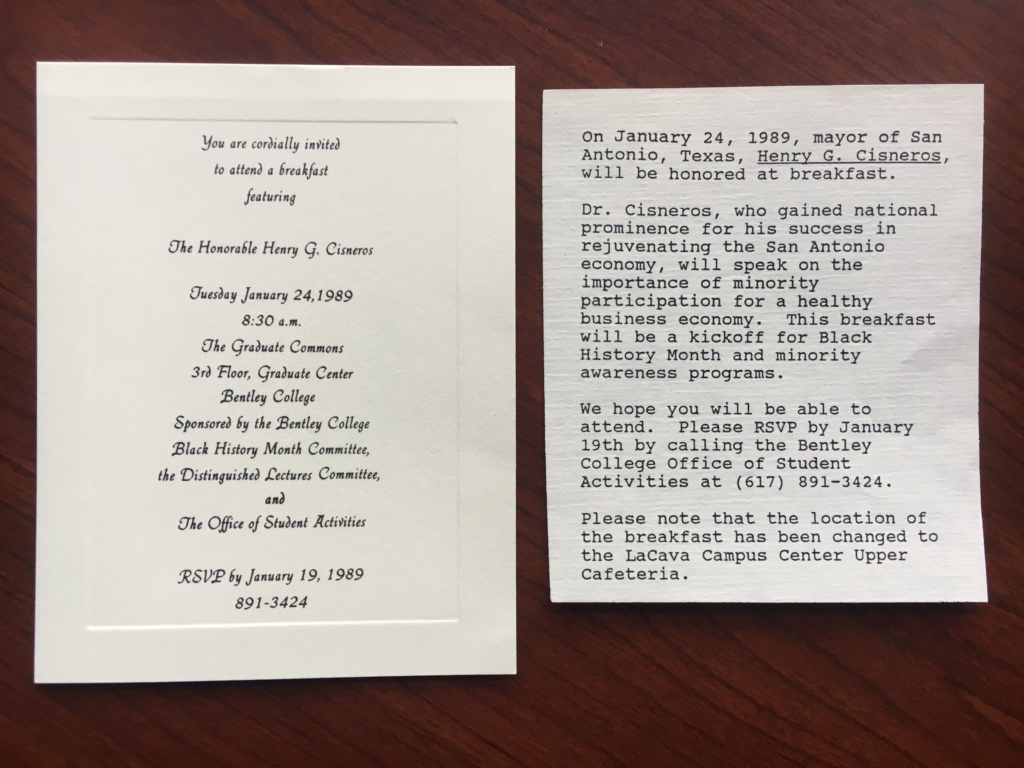 You are cordially invited
to attend a breakfast
featuring
The Honorable Henry G. Cisneros
Tuesday January 24,1989
8:30 a.m.
The Graduate Commons
3rd Floor, Graduate Center
Bentley College
Sponsored by the Bentley College
Black History Month Committee,
the Distinguished Lectures Committee,
and
The Office of Student Activities
RSVP by January 19, 1989
891-3424
On January 24, 1989, mayor of San
Antonio, Texas, Henry G. Cisneros,
will be honored at breakfast.
Dr. Cisneros, who gained national
prominence for his success in
rejuvenating the San Antonio
economy, will speak on the
importance of minority
participation for a healthy
business economy.  This breakfast
will be a kickoff for Black
History Month and minority
awareness programs.
We hope you will be able to
attend.  Please RSVP by January
19th by calling the Bentley
College Office of Student
Activities at (617) 891-3424.
Please note that the location of
the breakfast has been changed to
the LaCava Campus Center Upper
Cafeteria.